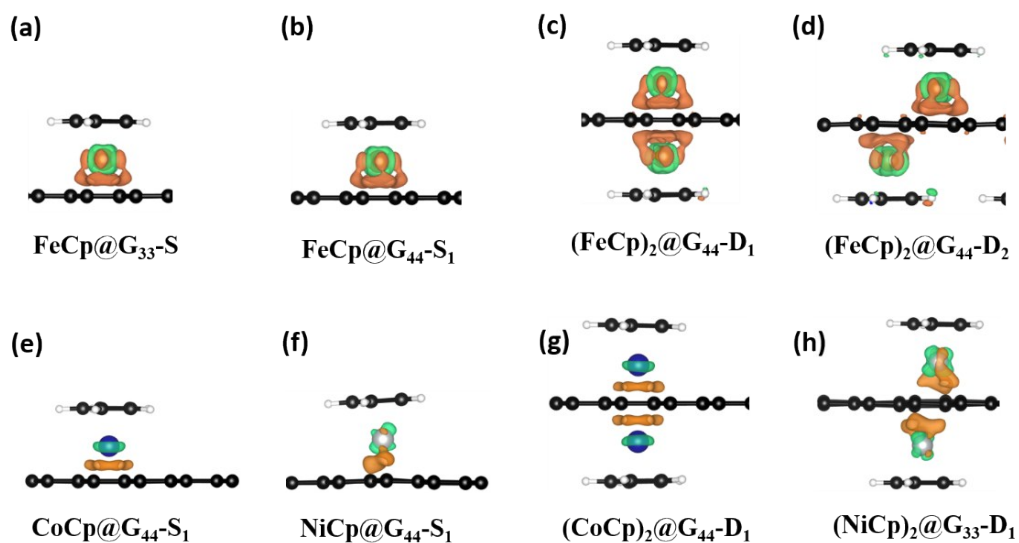 (a)
(b)
(c)
(d)
FeCp@G₃₃-S
FeCp@G₄₄-S₁
(FeCp)₂@G₄₄-D₁
(FeCp)₂@G₄₄-D₂
(e)
(f)
(g)
(h)
CoCp@G₄₄-S₁
NiCp@G₄₄-S₁
(CoCp)₂@G₄₄-D₁
(NiCp)₂@G₃₃-D₁